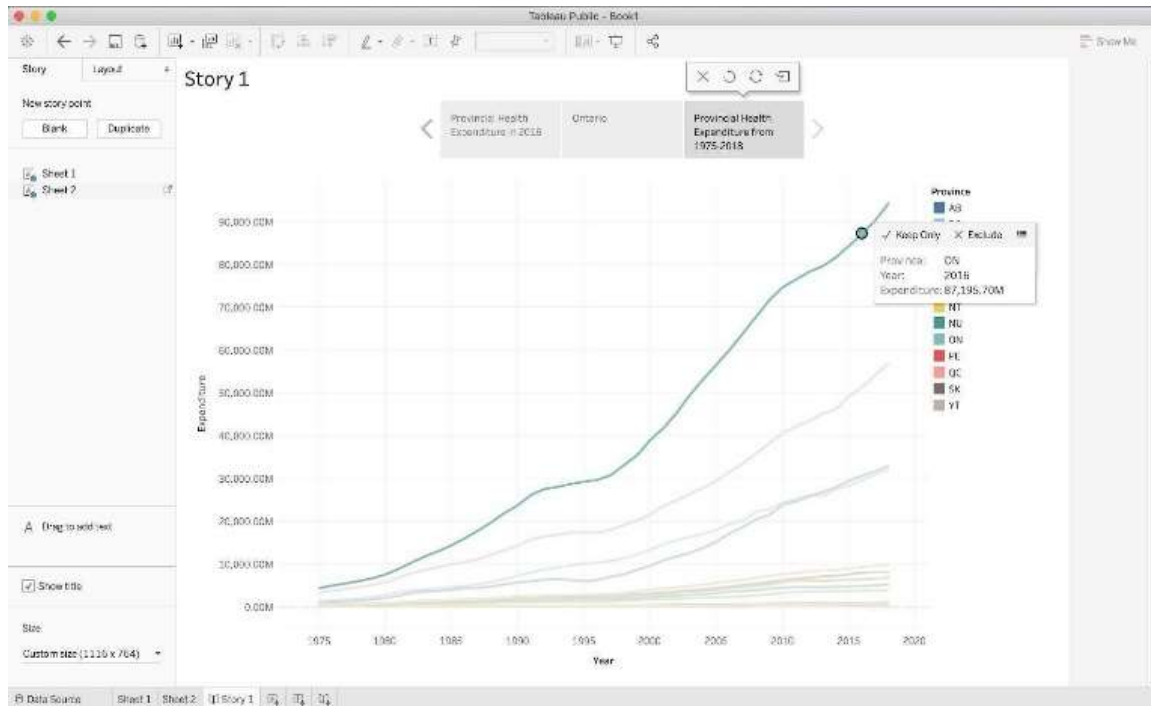 Tableau Public - Book1
Show Me
Story
Layout
Story 1
New story point
Blank
Duplicate
Provincial Health
Expenditure in 2016
Ontario
Provincial Health
Expenditure from
1975-2018
Sheet 1
Sheet 2
Province
AB
Keep Only
Exclude
Province: ON
Year: 2016
Expenditure: 87,195.70M
NT
NU
ON
PE
QC
SK
YT
90,000.00M
80,000.00M
70,000.00M
60,000.00M
50,000.00M
40,000.00M
30,000.00M
20,000.00M
10,000.00M
0.00M
Expenditure
1975 1980 1985 1990 1995 2000 2005 2010 2015 2020
Year
A Drag to add text
Show title
Size
Custom size (1116 x 764)
Data Source
Sheet 1
Sheet 2
Story 1